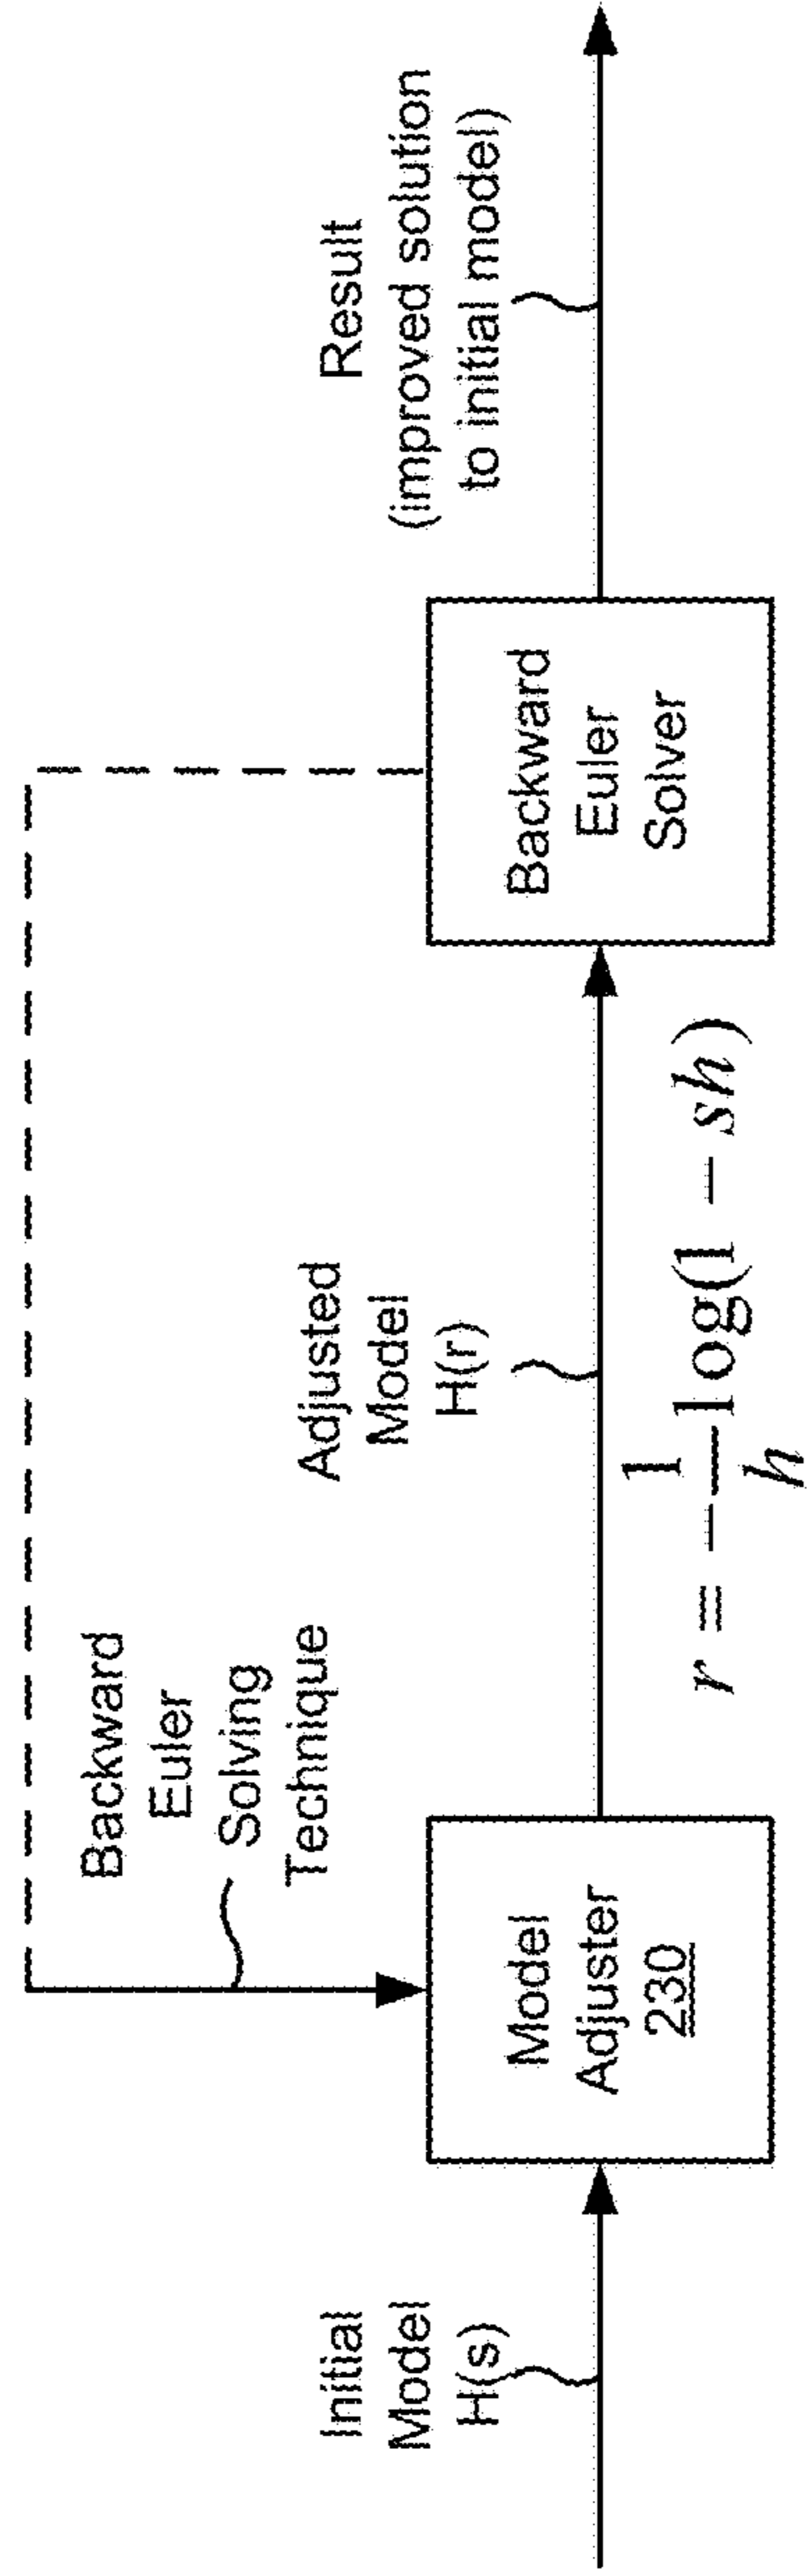 Initial
Model
H(s)
Model
Adjuster
230
Backward
Euler
Solving
Technique
Adjusted
Model
H(r)
r = -1/h log(1 - sh)
Backward
Euler
Solver
Result
(improved solution
to initial model)